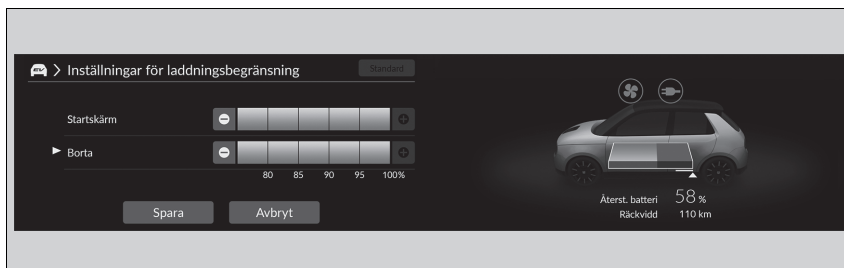 EV > Inställningar för laddningsbegränsning
Standard
Startskärm
Borta
80 85 90 95 100%
Spara Avbryt
Återst. batteri 58 %
Räckvidd 110 km